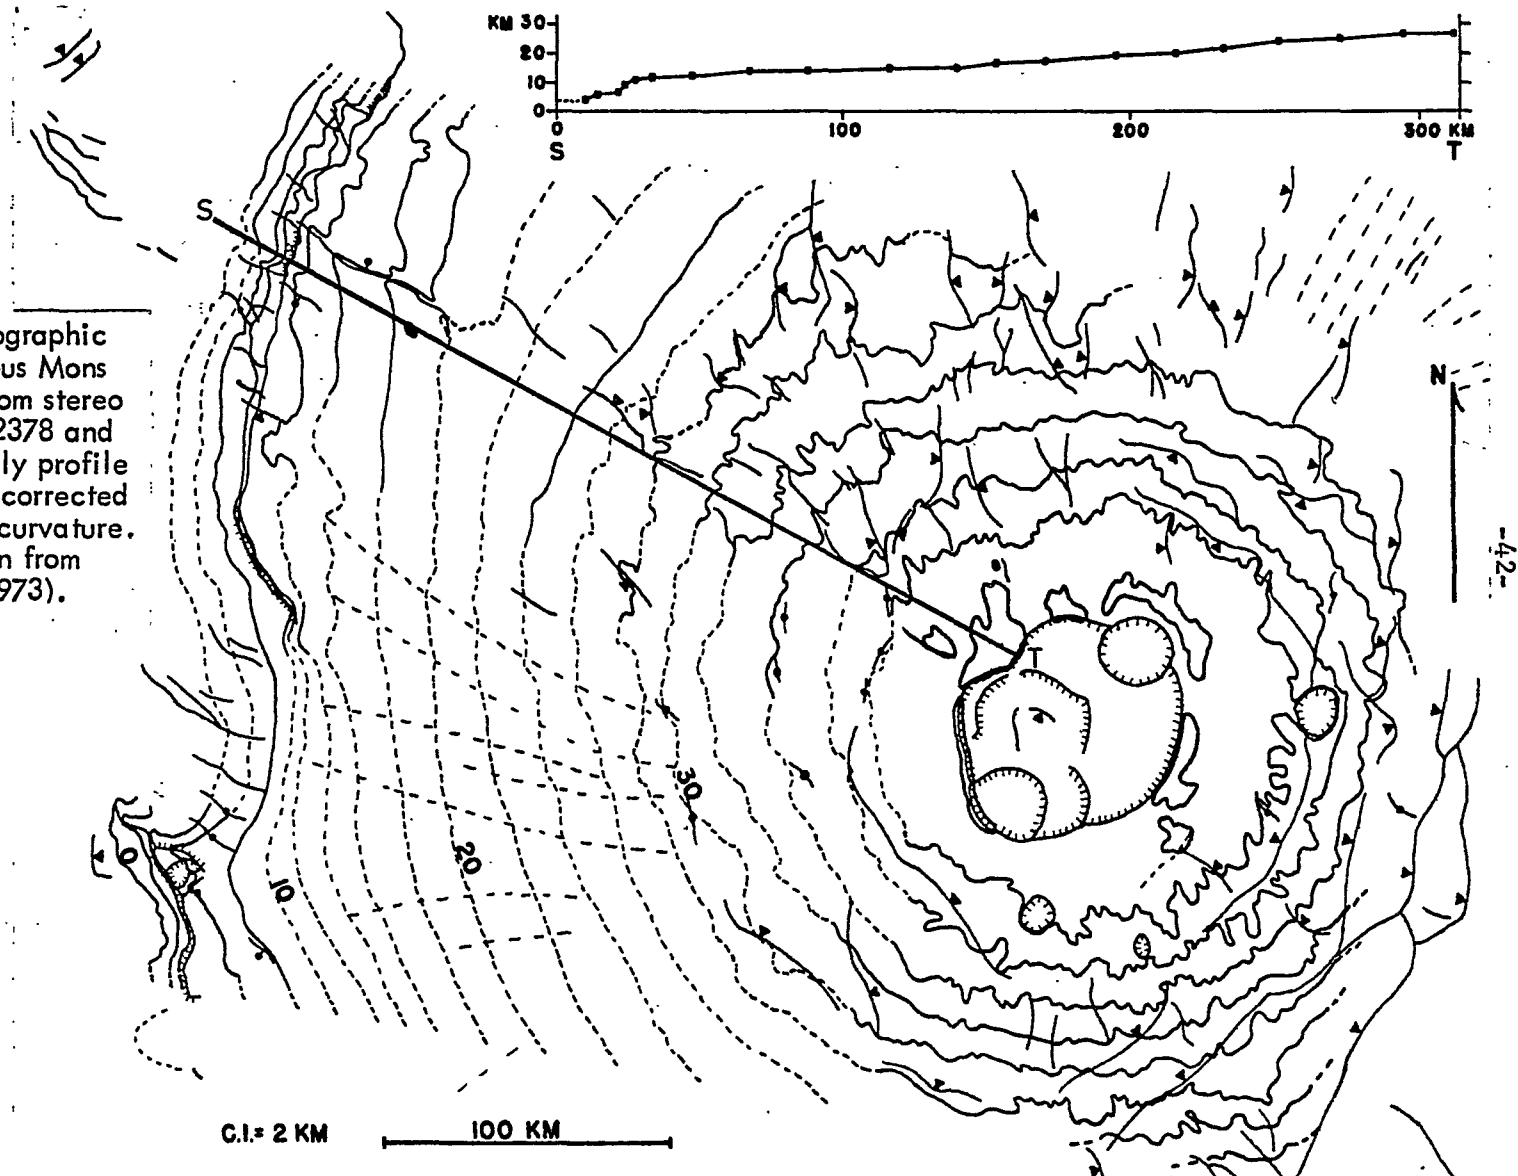 KM 30
20
10
0
0 100 200 300 KM
S T
S
ographic
us Mons
om stereo
2378 and
ly profile
corrected
curvature.
n from
973).
N
-42-
T
30
20
10
0
C.I.= 2 KM
100 KM